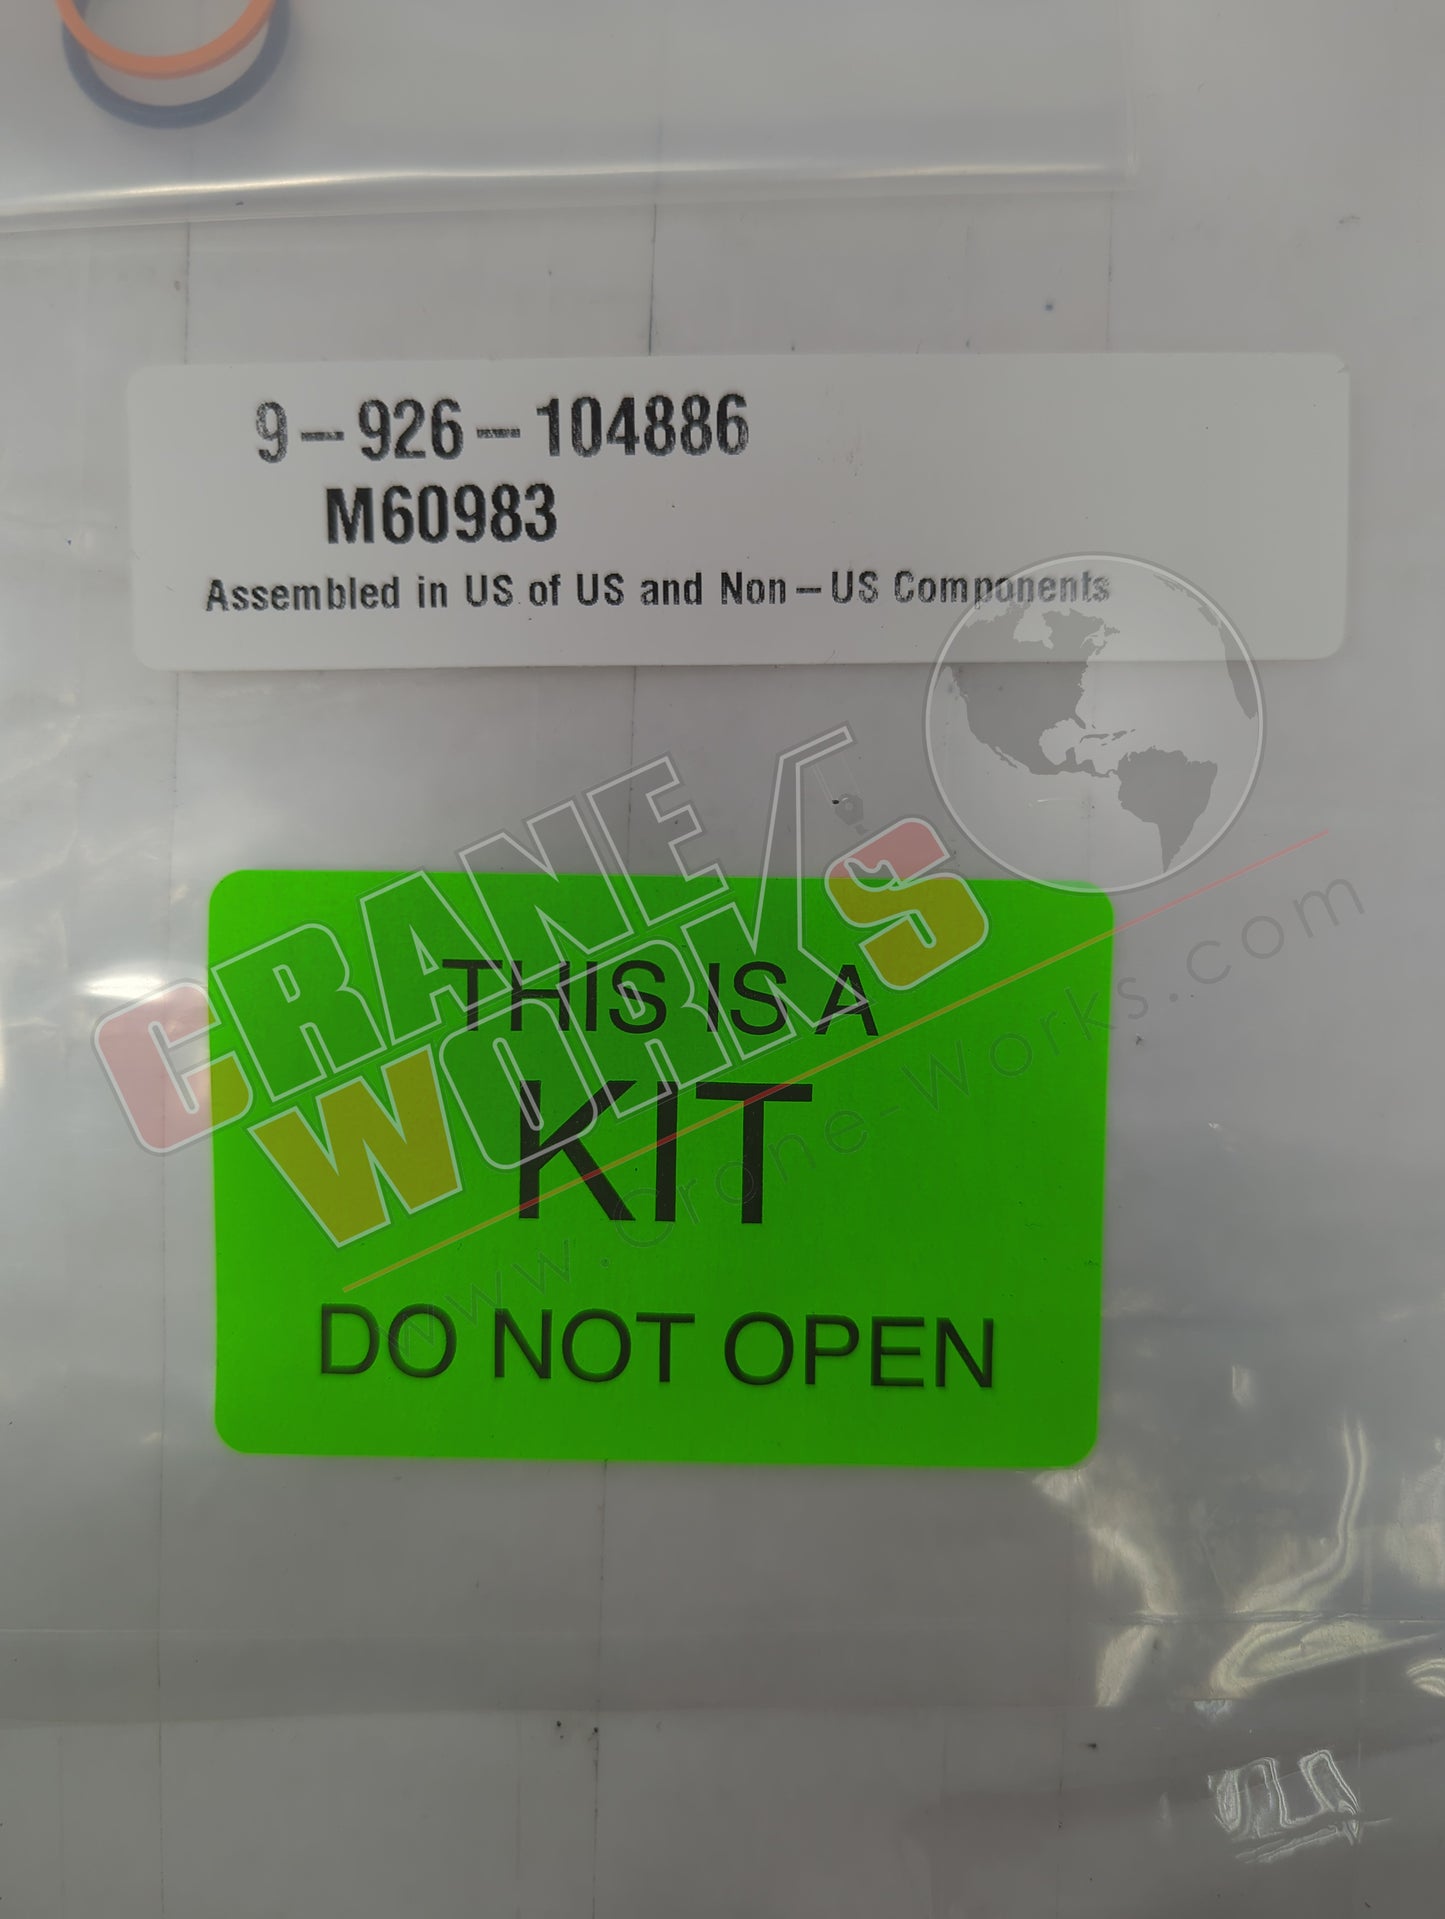 9-926-104886
M60983
Assembled in US of US and Non-US Components
CRANE
WORKS
www.Crane-Works.com
THIS IS A
KIT
DO NOT OPEN